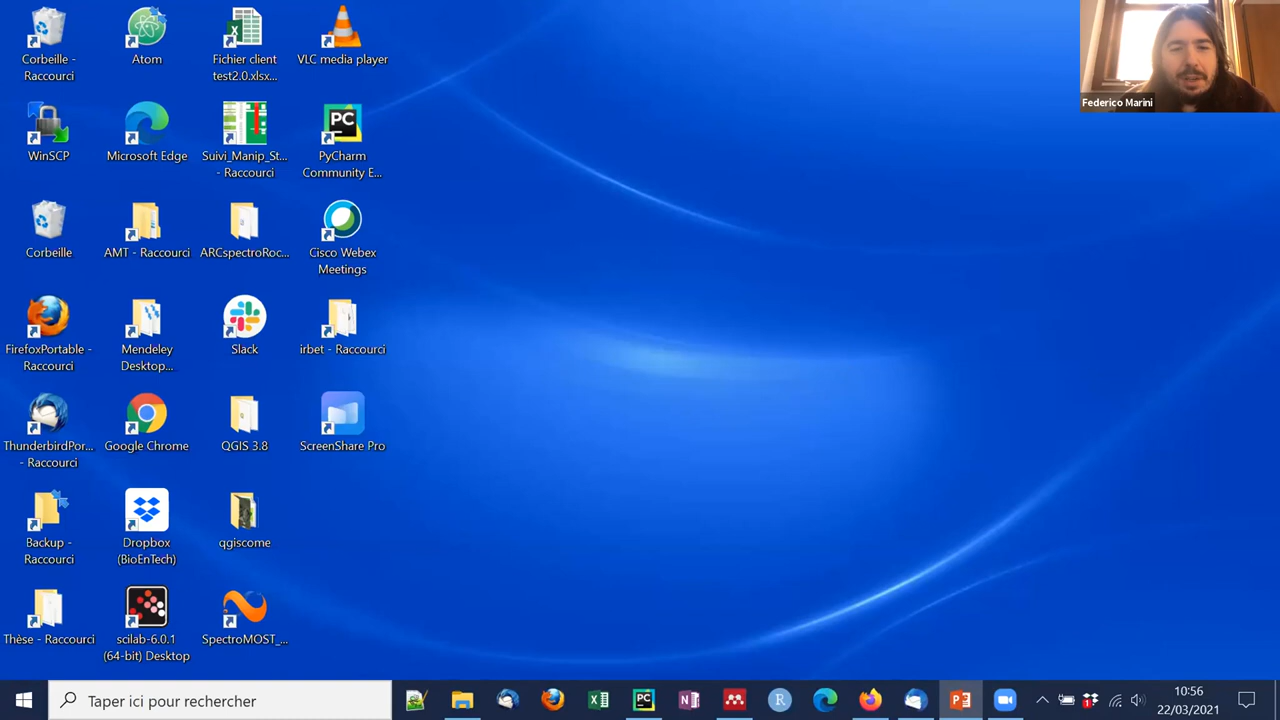 Corbeille -
Raccourci
Atom
Fichier client
test2.0.xlsx...
VLC media player
Federico Marini
WinSCP
Microsoft Edge
Suivi_Manip_St...
- Raccourci
PC
PyCharm
Community E...
Corbeille
AMT - Raccourci
ARCspectroRoc...
Cisco Webex
Meetings
FirefoxPortable -
Raccourci
Mendeley
Desktop...
Slack
irbet - Raccourci
ThunderbirdPor...
- Raccourci
Google Chrome
QGIS 3.8
ScreenShare Pro
Backup -
Raccourci
Dropbox
(BioEnTech)
qgiscome
Thèse - Raccourci
scilab-6.0.1
(64-bit) Desktop
SpectroMOST_...
Taper ici pour rechercher
10:56
22/03/2021